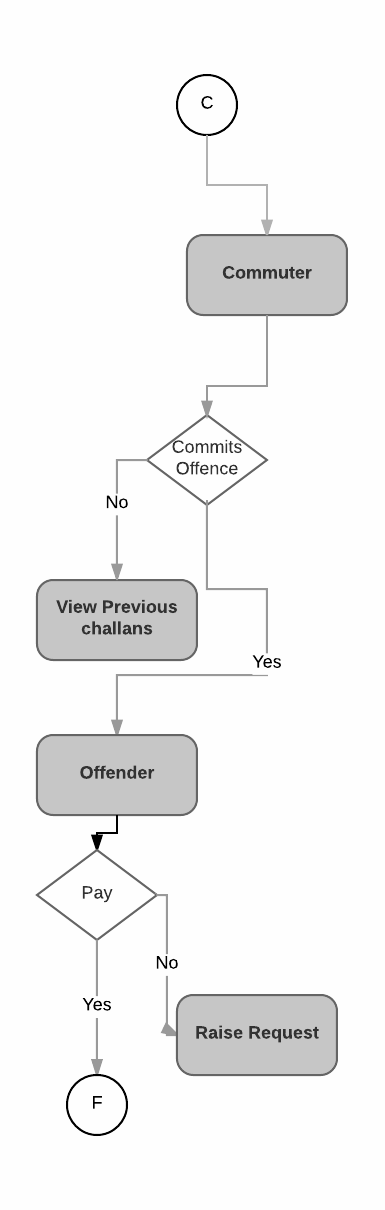 C
Commuter
Commits
Offence
No
View Previous
challans
Yes
Offender
Pay
No
Yes
Raise Request
F